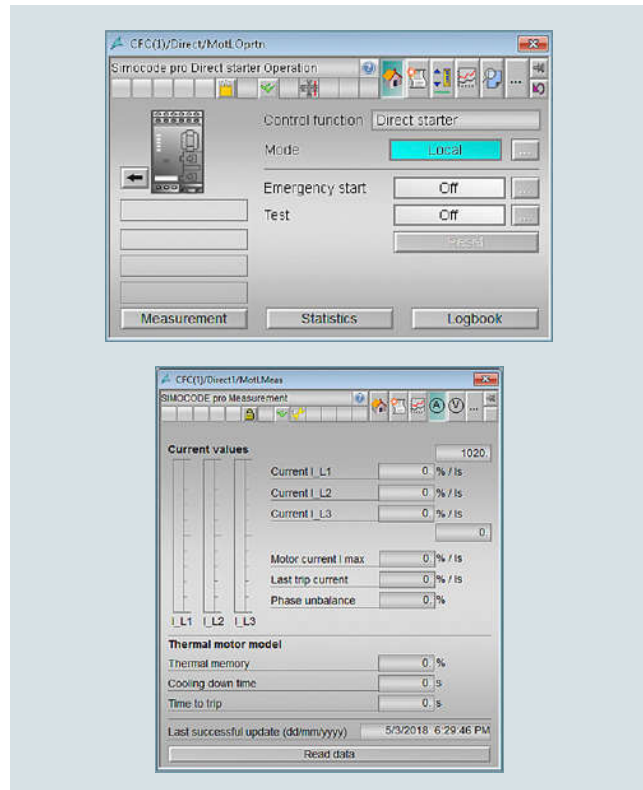 CFC(1)/Direct/MotLOprtn
Simocode pro Direct starter Operation
...
Control function Direct starter
Mode Local ...
Emergency start Off ...
Test Off ...
Reset
Measurement Statistics Logbook
CFC(1)/Direct1/MotLMeas
SIMOCODE pro Measurement
A V ...
Current values
1020.
Current I_L1 0. % / Is
Current I_L2 0. % / Is
Current I_L3 0. % / Is
0.
Motor current I max 0. % / Is
Last trip current 0. % / Is
Phase unbalance 0. %
I_L1 I_L2 I_L3
Thermal motor model
Thermal memory 0. %
Cooling down time 0. s
Time to trip 0. s
Last successful update (dd/mm/yyyy) 5/3/2018 6:29:46 PM
Read data